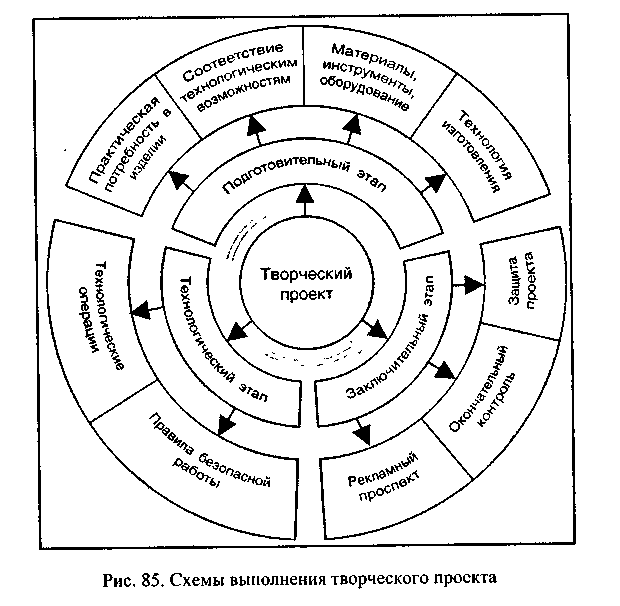 Практическая
потребность в
изделии
Соответствие
технологическим
возможностям
Материалы,
инструменты,
оборудование
Технология
изготовления
Подготовительный этап
Творческий
проект
Технологический этап
Технологические
операции
Правила безопасной
работы
Заключительный этап
Защита
проекта
Окончательный
контроль
Рекламный
проспект
Рис. 85. Схемы выполнения творческого проекта